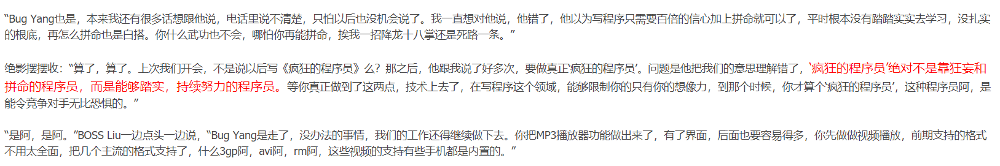 “Bug Yang也是，本来我还有很多话想跟他说，电话里说不清楚，只怕以后也没机会说了。我一直想对他说，他错了，他以为写程序只需要百倍的信心加上拼命就可以了，平时根本没有踏踏实实去学习，没扎实
的根底，再怎么拼命也是白搭。你什么武功也不会，哪怕你再能拼命，挨我一招降龙十八掌还是死路一条。”
绝影摆摆收：“算了，算了。上次我们开会，不是说以后写《疯狂的程序员》么？那之后，他跟我说了好多次，要做真正‘疯狂的程序员’。问题是他把我们的意思理解错了，‘疯狂的程序员’绝对不是靠狂妄和
拼命的程序员，而是能够踏实，持续努力的程序员。等你真正做到了这两点，技术上去了，在写程序这个领域，能够限制你的只有你的想像力，到那个时候，你才算个‘疯狂的程序员’，这种程序员阿，是
能令竞争对手无比恐惧的。”
“是阿，是阿。”BOSS Liu一边点头一边说，“Bug Yang是走了，没办法的事情，我们的工作还得继续做下去。你把MP3播放器功能做出来了，有了界面，后面也要容易得多，你先做做视频播放，前期支持的格式
不用太全面，把几个主流的格式支持了，什么3gp阿，avi阿，rm阿，这些视频的支持有些手机都是内置的。”